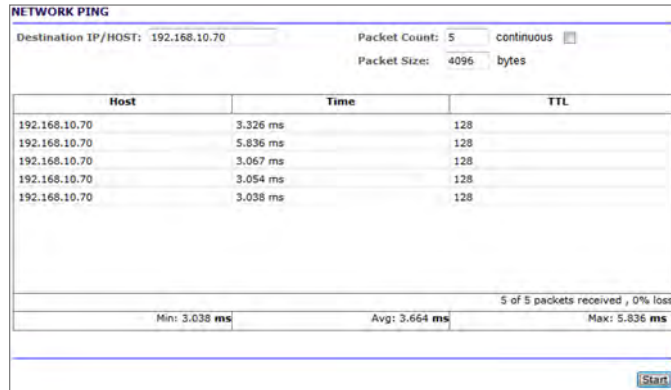 NETWORK PING
Destination IP/HOST: 192.168.10.70 Packet Count: 5 continuous
Packet Size: 4096 bytes
Host Time TTL
192.168.10.70 3.326 ms 128
192.168.10.70 5.836 ms 128
192.168.10.70 3.067 ms 128
192.168.10.70 3.054 ms 128
192.168.10.70 3.038 ms 128
5 of 5 packets received , 0% loss
Min: 3.038 ms Avg: 3.664 ms Max: 5.836 ms
Start